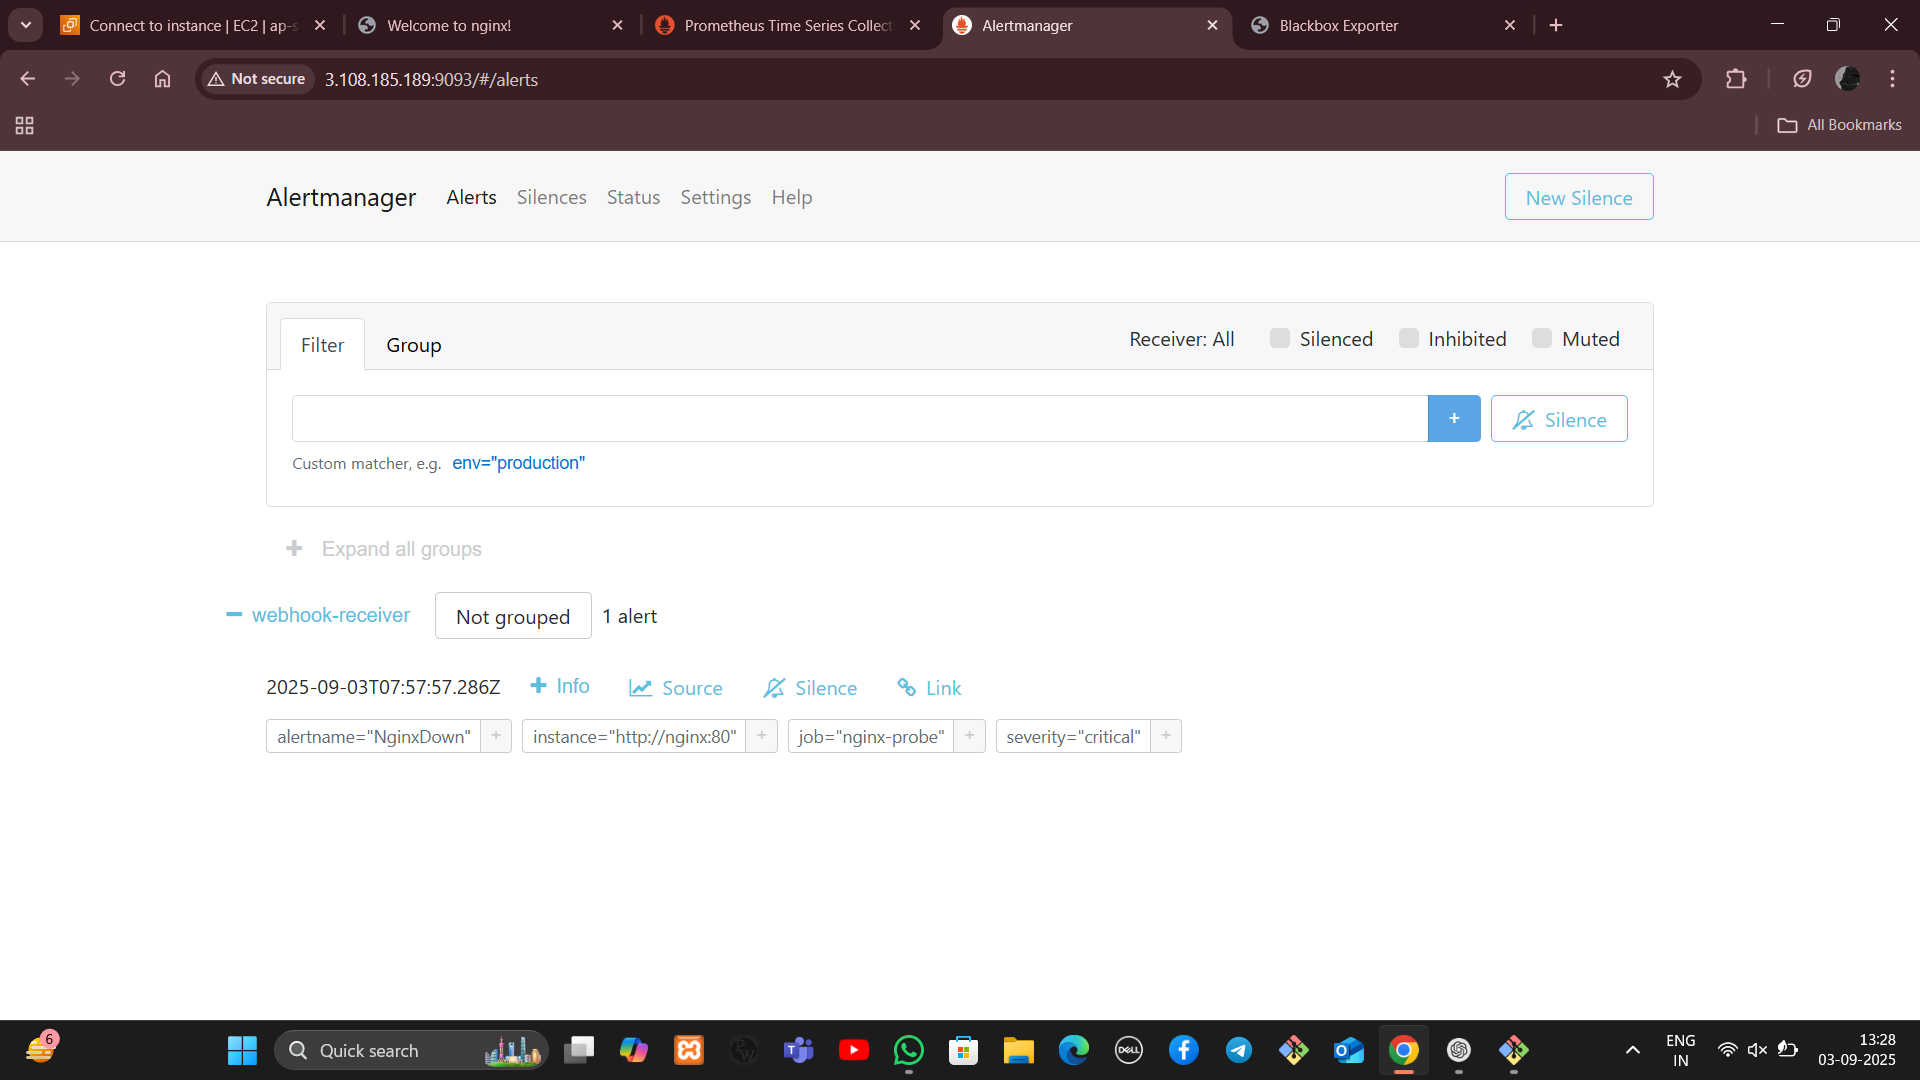 Connect to instance | EC2 | ap-s
Welcome to nginx!
Prometheus Time Series Collect
Alertmanager
Blackbox Exporter
Not secure
3.108.185.189:9093/#/alerts
All Bookmarks
Alertmanager
Alerts
Silences
Status
Settings
Help
New Silence
Filter
Group
Receiver: All
Silenced
Inhibited
Muted
+
Silence
Custom matcher, e.g. env="production"
+ Expand all groups
webhook-receiver
Not grouped
1 alert
2025-09-03T07:57:57.286Z
+ Info
Source
Silence
Link
alertname="NginxDown" +
instance="http://nginx:80" +
job="nginx-probe" +
severity="critical" +
6
Quick search
DELL
ENG
IN
13:28
03-09-2025